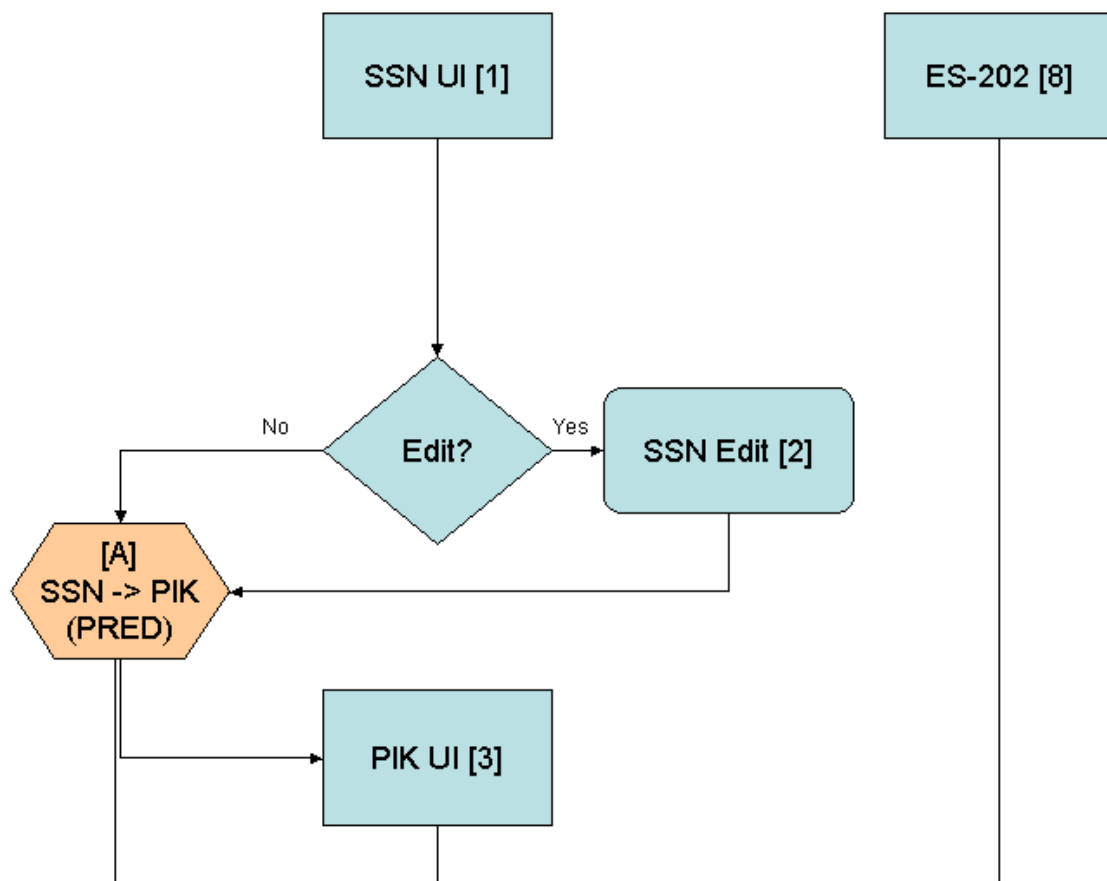 SSN UI [1]
ES-202 [8]
No
Edit?
Yes
SSN Edit [2]
[A]
SSN -> PIK
(PRED)
PIK UI [3]